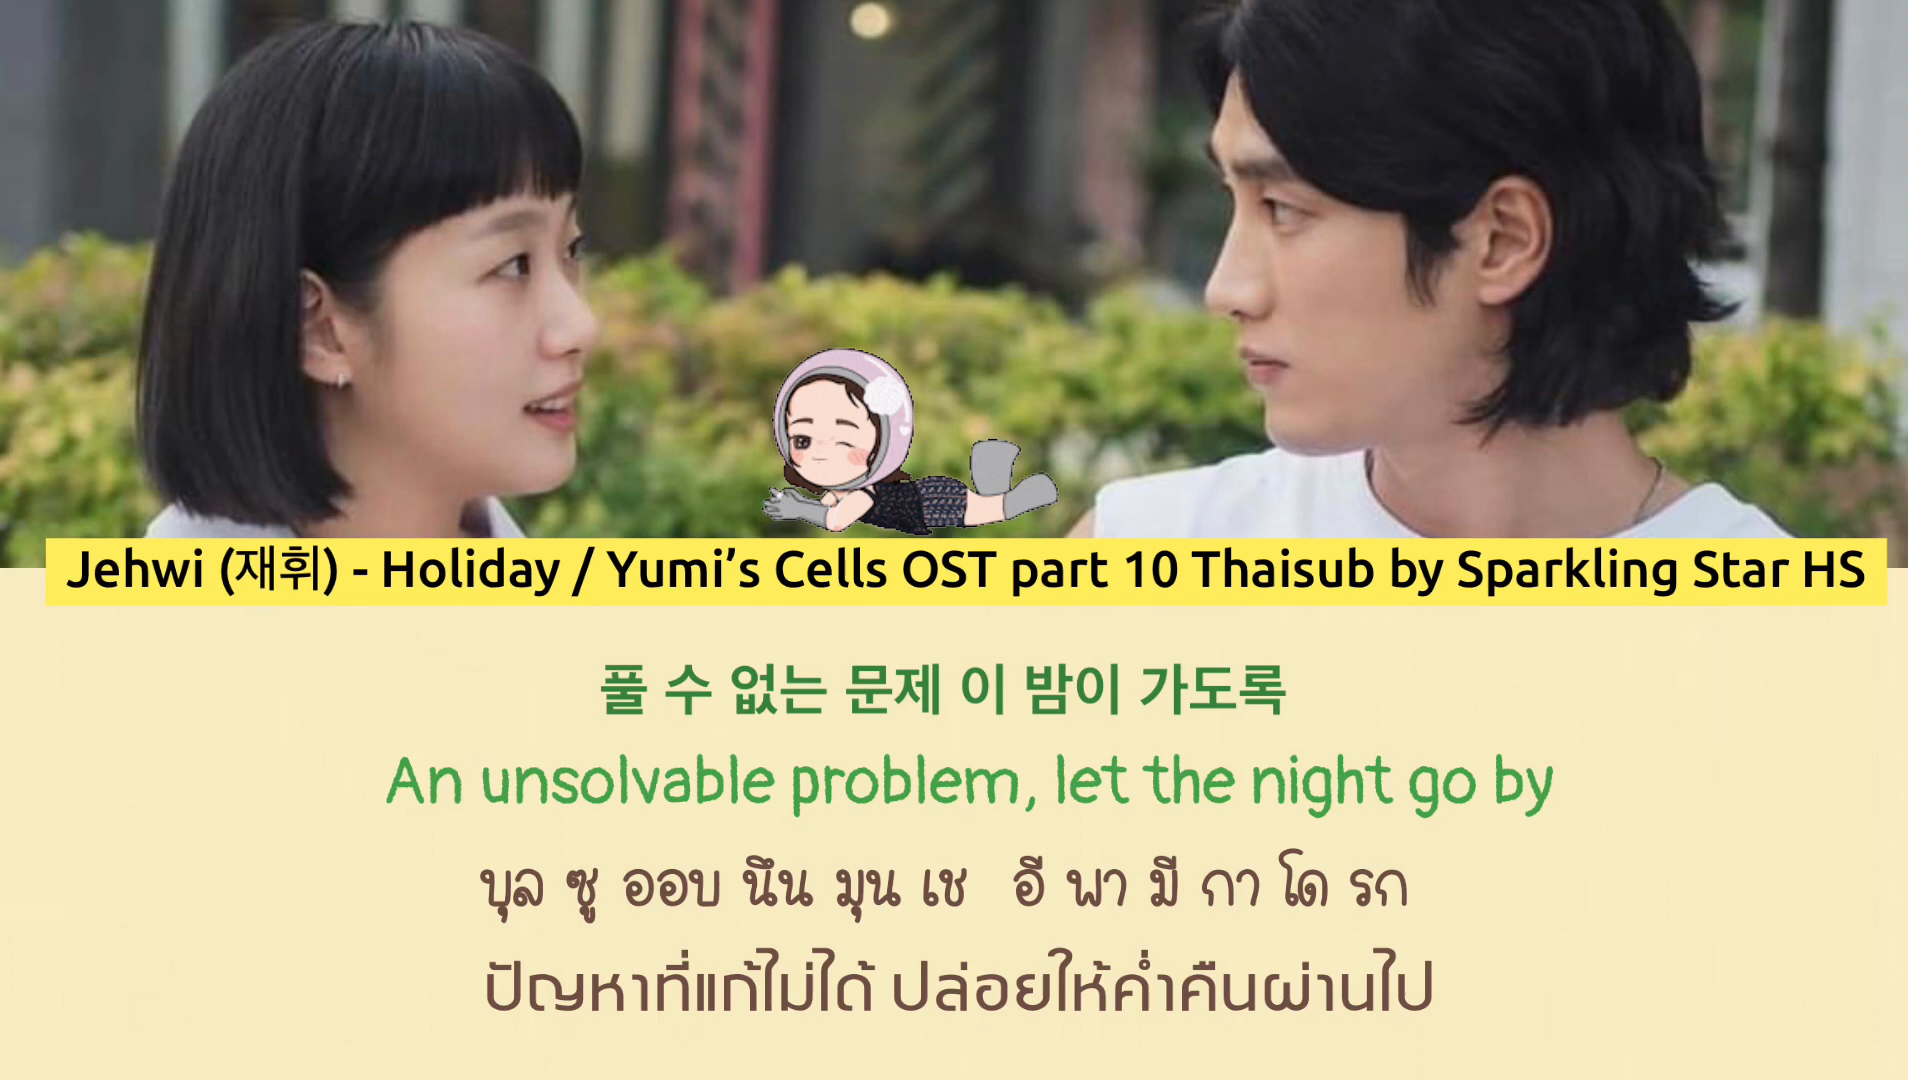 Jehwi (재휘) - Holiday / Yumi’s Cells OST part 10 Thaisub by Sparkling Star HS
풀 수 없는 문제 이 밤이 가도록
An unsolvable problem, let the night go by
บุล ซู ออบ นึน มุน เช อี พา มี กา โด รก
ปัญหาที่แก้ไม่ได้ ปล่อยให้ค่ำคืนผ่านไป